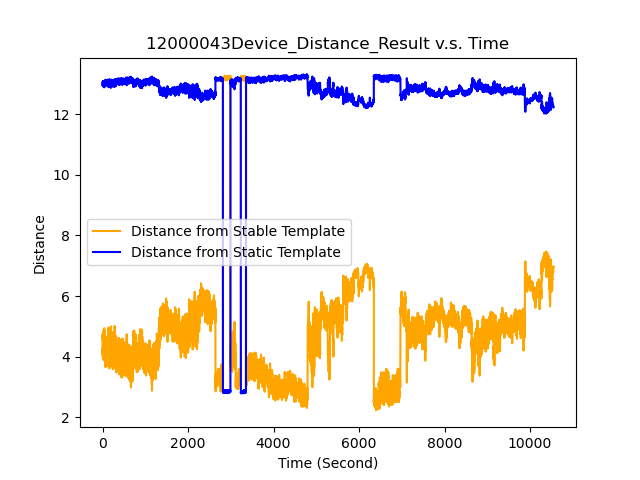 12000043Device_Distance_Result v.s. Time
12
10
8
6
4
2
Distance
Distance from Stable Template
Distance from Static Template
0 2000 4000 6000 8000 10000
Time (Second)